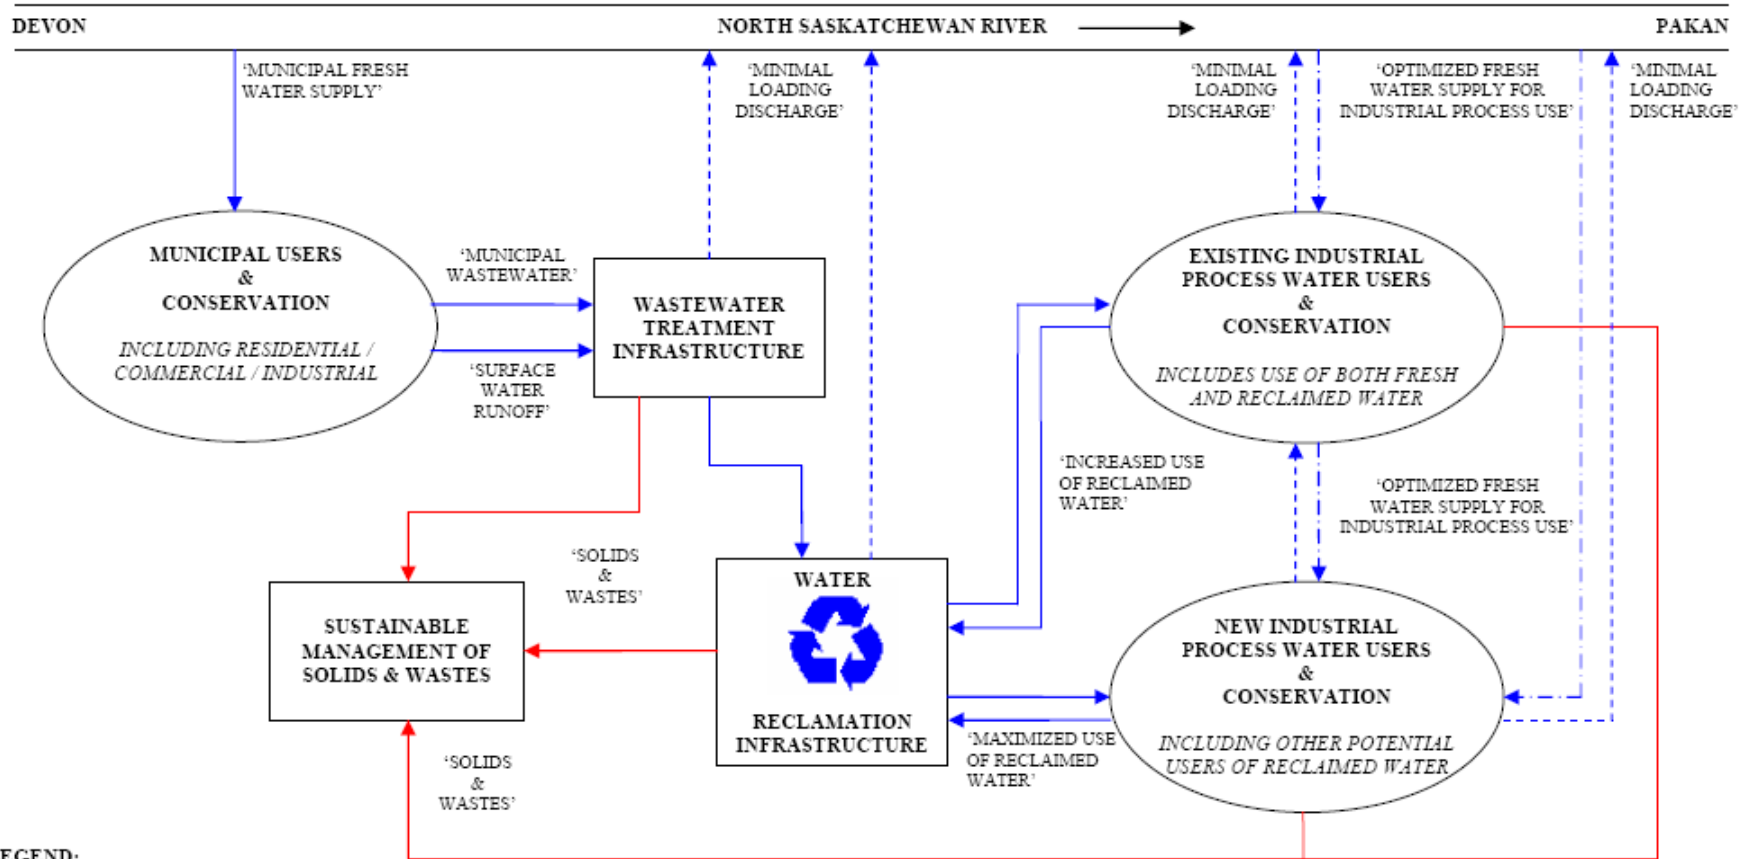 DEVON
NORTH SASKATCHEWAN RIVER
PAKAN
‘MUNICIPAL FRESH
WATER SUPPLY’
‘MINIMAL
LOADING
DISCHARGE’
‘MINIMAL
LOADING
DISCHARGE’
‘OPTIMIZED FRESH
WATER SUPPLY FOR
INDUSTRIAL PROCESS USE’
‘MINIMAL
LOADING
DISCHARGE’
MUNICIPAL USERS
&
CONSERVATION
INCLUDING RESIDENTIAL /
COMMERCIAL / INDUSTRIAL
‘MUNICIPAL
WASTEWATER’
‘SURFACE
WATER
RUNOFF’
WASTEWATER
TREATMENT
INFRASTRUCTURE
EXISTING INDUSTRIAL
PROCESS WATER USERS
&
CONSERVATION
INCLUDES USE OF BOTH FRESH
AND RECLAIMED WATER
‘INCREASED USE
OF RECLAIMED
WATER’
‘OPTIMIZED FRESH
WATER SUPPLY FOR
INDUSTRIAL PROCESS USE’
‘SOLIDS
&
WASTES’
SUSTAINABLE
MANAGEMENT OF
SOLIDS & WASTES
WATER
RECLAMATION
INFRASTRUCTURE
NEW INDUSTRIAL
PROCESS WATER USERS
&
CONSERVATION
INCLUDING OTHER POTENTIAL
USERS OF RECLAIMED WATER
‘MAXIMIZED USE
OF RECLAIMED
WATER’
‘SOLIDS
&
WASTES’
EGEND: